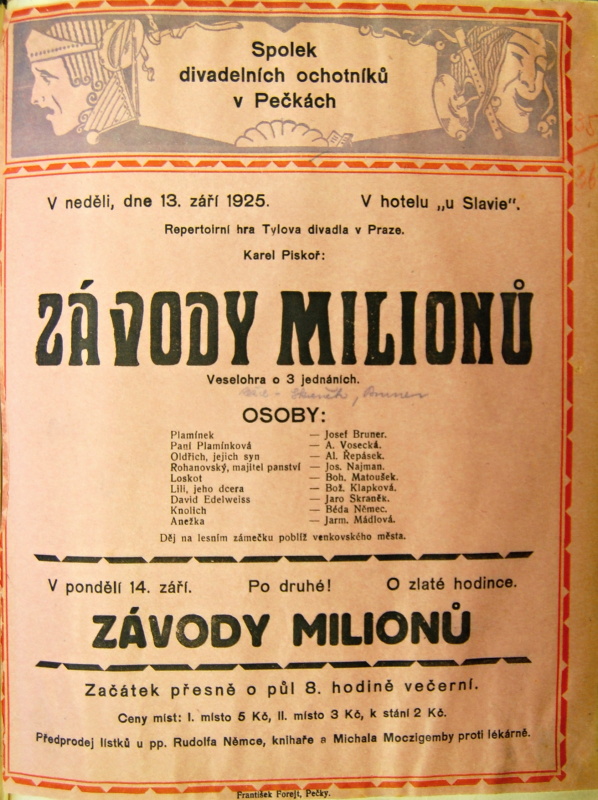 Spolek
divadelních ochotníků
v Pečkách
V neděli, dne 13. září 1925. V hotelu „u Slavie“.
Repertoirní hra Tylova divadla v Praze.
Karel Piskoř:
ZÁVODY MILIONŮ
Veselohra o 3 jednáních.
OSOBY:
Plamínek — Josef Bruner.
Paní Plamínková — A. Vosecká.
Oldřich, jejich syn — Al. Řepásek.
Rohanovský, majitel panství — Jos. Najman.
Loskot — Boh. Matoušek.
Lili, jeho dcera — Bož. Klapková.
David Edelweiss — Jaro Skraněk.
Knolich — Béda Němec.
Anežka — Jarm. Mádlová.
Děj na lesním zámečku poblíž venkovského města.
V pondělí 14. září. Po druhé! O zlaté hodince.
ZÁVODY MILIONŮ
Začátek přesně o půl 8. hodině večerní.
Ceny míst: I. místo 5 Kč, II. místo 3 Kč, k stání 2 Kč.
Předprodej lístků u pp. Rudolfa Němce, knihaře a Michala Moczigemby proti lékárně.
František Forejt, Pečky.